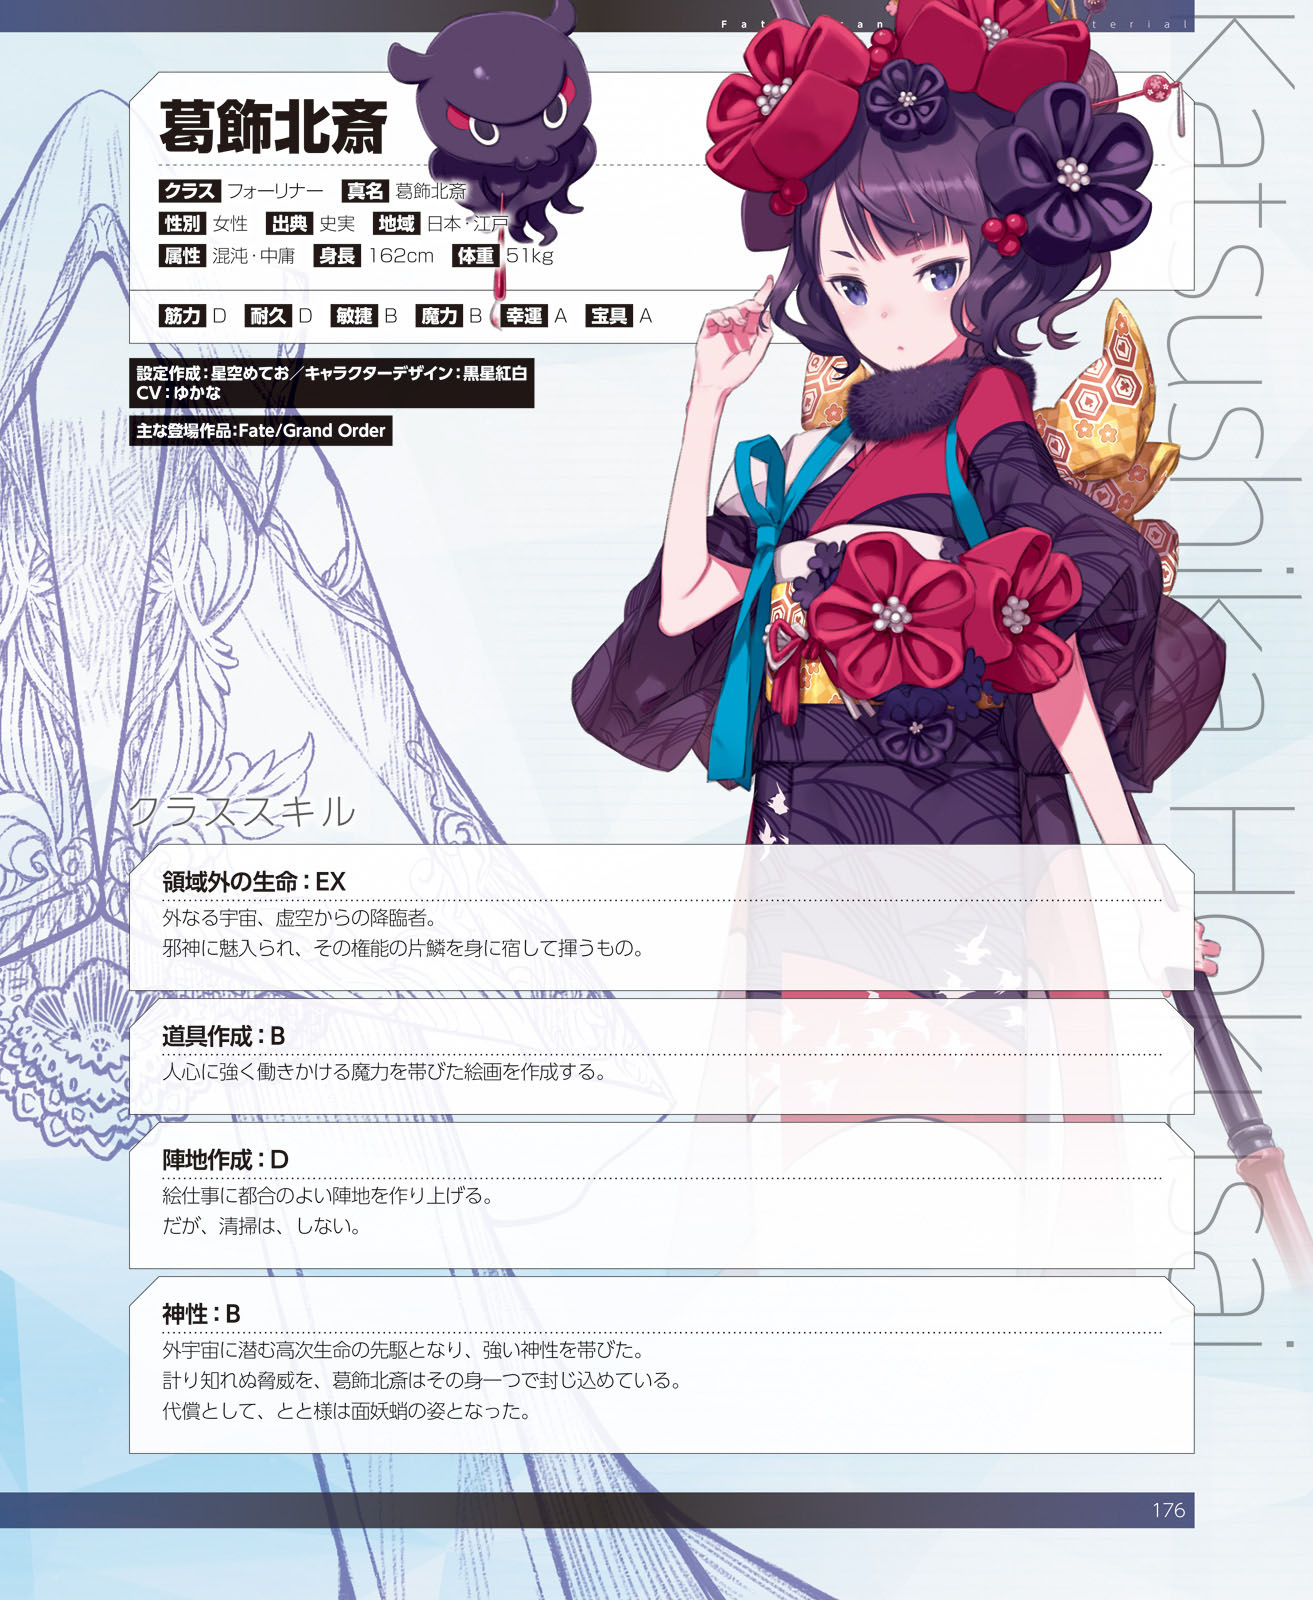 Katsushika Hokusai
葛飾北斎
クラス フォーリナー 真名 葛飾北斎
性別 女性 出典 史実 地域 日本・江戸
属性 混沌・中庸 身長 162cm 体重 51kg
筋力 D 耐久 D 敏捷 B 魔力 B 幸運 A 宝具 A
設定作成：星空めてお／キャラクターデザイン：黒星紅白
CV：ゆかな
主な登場作品：Fate/Grand Order
クラススキル
領域外の生命：EX
外なる宇宙、虚空からの降臨者。
邪神に魅入られ、その権能の片鱗を身に宿して揮うもの。
道具作成：B
人心に強く働きかける魔力を帯びた絵画を作成する。
陣地作成：D
絵仕事に都合のよい陣地を作り上げる。
だが、清掃は、しない。
神性：B
外宇宙に潜む高次生命の先駆となり、強い神性を帯びた。
計り知れぬ脅威を、葛飾北斎はその身一つで封じ込めている。
代償として、とと様は面妖蛸の姿となった。
176